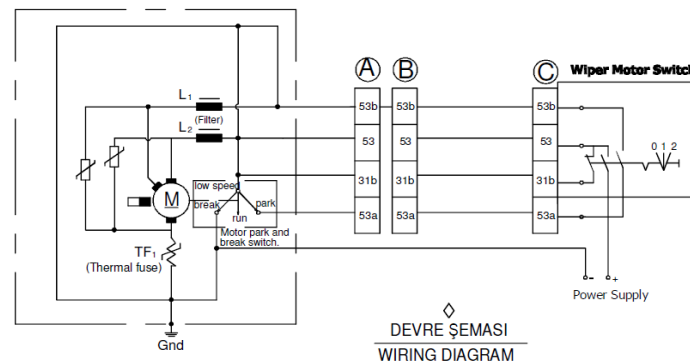 A B C Wiper Motor Switch
L1
(Filter)
53b 53b 53b
L2
53 53 53
0 1 2
31b 31b 31b
low speed
M
break
park
run
53a 53a 53a
Motor park and
break switch.
TF1
(Thermal fuse)
- +
Power Supply
Gnd
DEVRE ŞEMASI
WIRING DIAGRAM